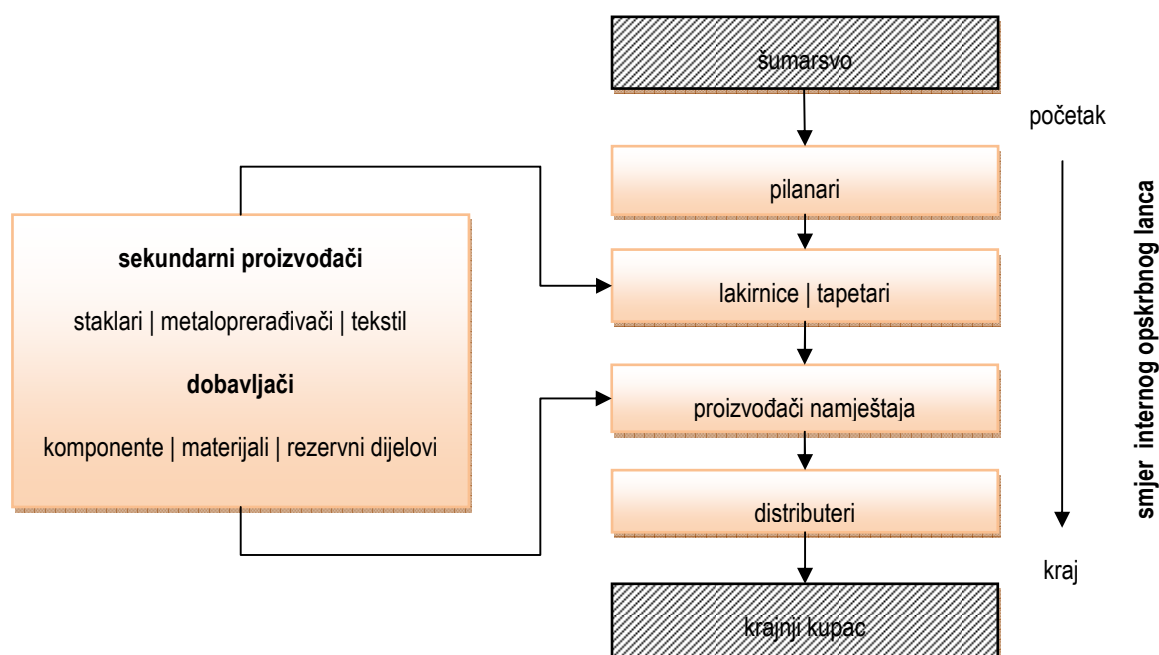 šumarsvo
početak
pilanari
sekundarni proizvođači
staklari | metaloprerađivači | tekstil
dobavljači
komponente | materijali | rezervni dijelovi
lakirnice | tapetari
proizvođači namještaja
distributeri
smjer internog opskrbnog lanca
kraj
krajnji kupac